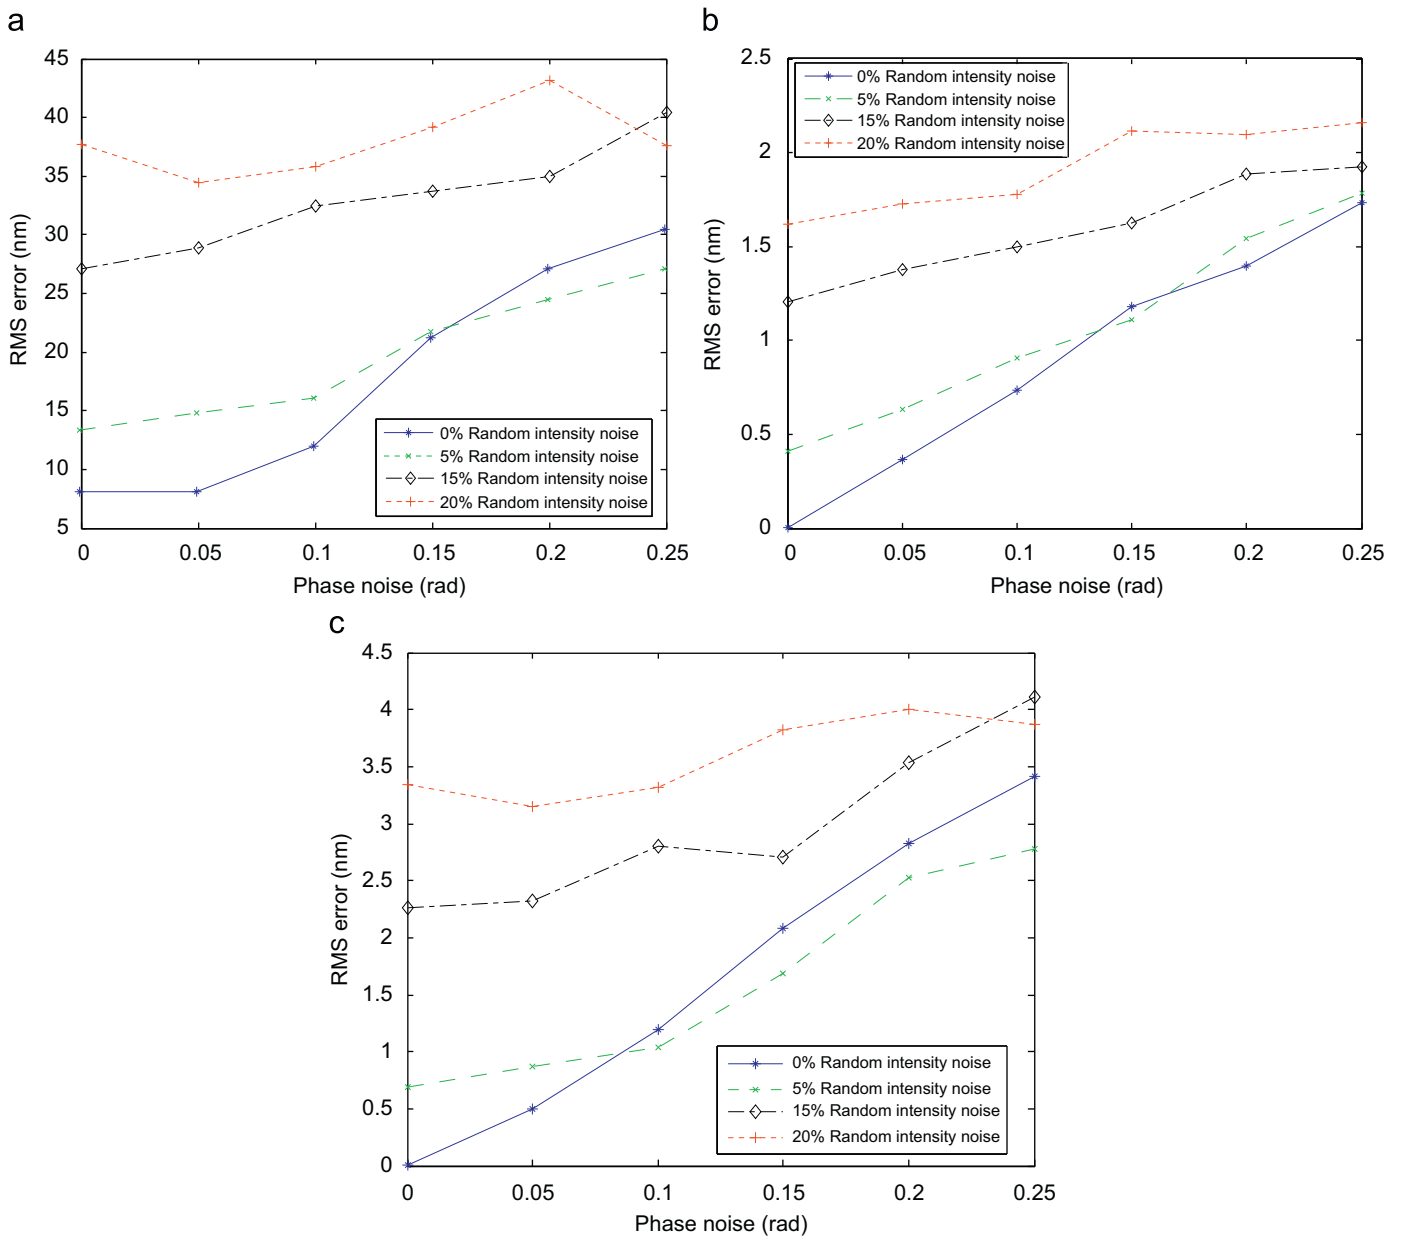 a
45
40
35
30
25
20
15
10
5
RMS error (nm)
0% Random intensity noise
5% Random intensity noise
15% Random intensity noise
20% Random intensity noise
0 0.05 0.1 0.15 0.2 0.25
Phase noise (rad)
b
2.5
2
1.5
1
0.5
0
RMS error (nm)
0% Random intensity noise
5% Random intensity noise
15% Random intensity noise
20% Random intensity noise
0 0.05 0.1 0.15 0.2 0.25
Phase noise (rad)
c
4.5
4
3.5
3
2.5
2
1.5
1
0.5
0
RMS error (nm)
0% Random intensity noise
5% Random intensity noise
15% Random intensity noise
20% Random intensity noise
0 0.05 0.1 0.15 0.2 0.25
Phase noise (rad)